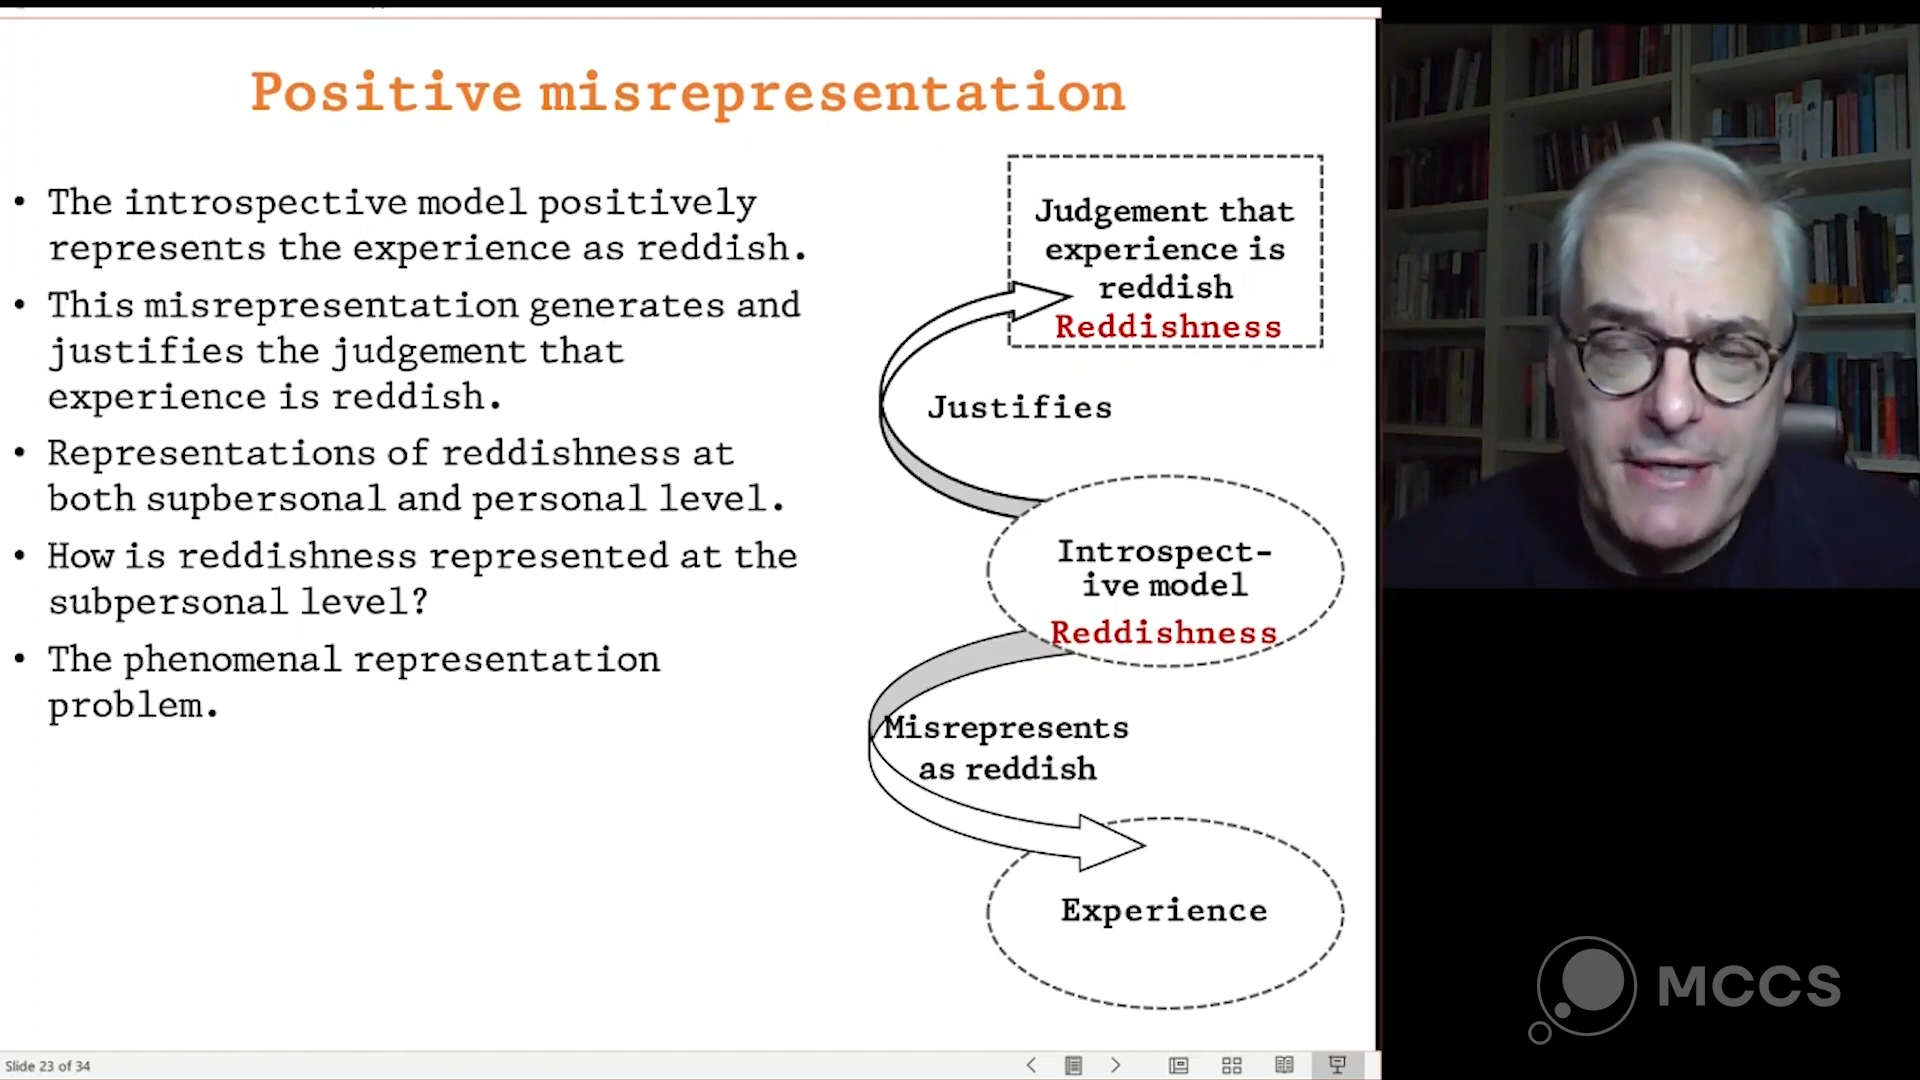 Positive misrepresentation
• The introspective model positively
represents the experience as reddish.
• This misrepresentation generates and
justifies the judgement that
experience is reddish.
• Representations of reddishness at
both supbersonal and personal level.
• How is reddishness represented at the
subpersonal level?
• The phenomenal representation
problem.
Judgement that
experience is
reddish
Reddishness
Justifies
Introspect-
ive model
Reddishness
Misrepresents
as reddish
Experience
MCCS
Slide 23 of 34